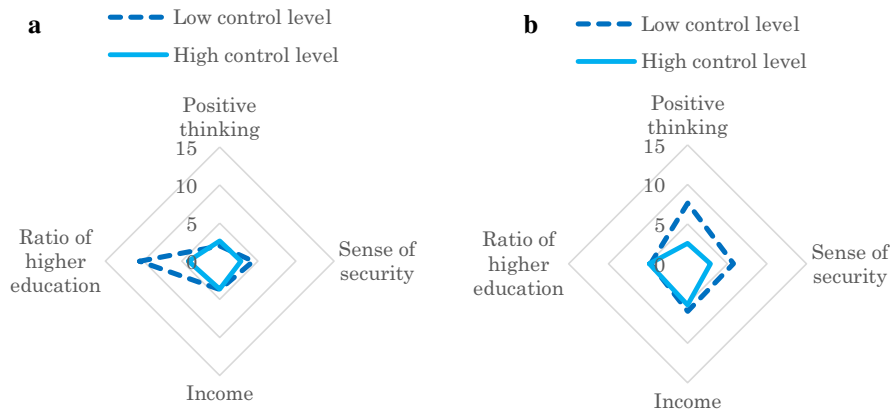 a
Low control level
High control level
Positive
thinking
15
10
5
0
Ratio of
higher
education
Sense of
security
Income
b
Low control level
High control level
Positive
thinking
15
10
5
0
Ratio of
higher
education
Sense of
security
Income